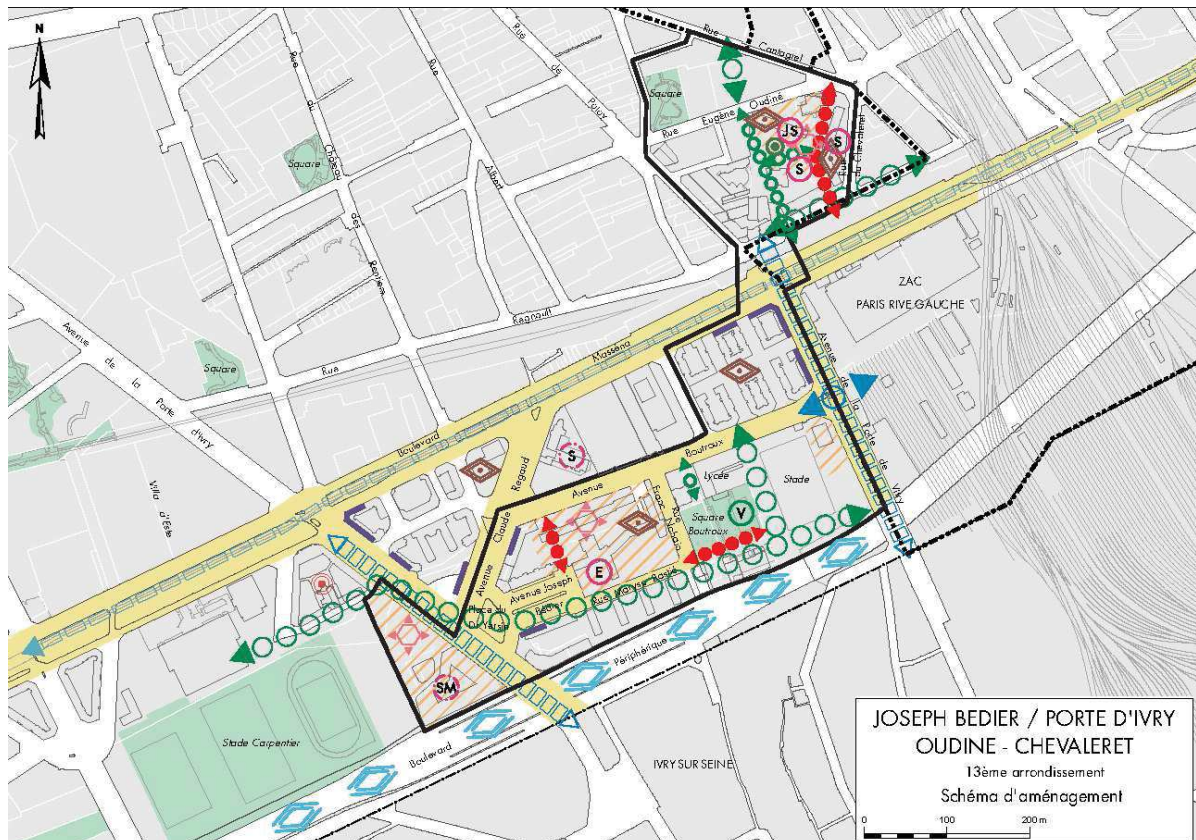 N
Rue
Cantagrel
Rue
de
Patay
Rue
Rue
du
Château
des
Rentiers
Albert
Square
Rue Eugène Oudiné
JS
S
S
Rue
du Chevaleret
Square
ZAC
PARIS RIVE GAUCHE
Regnault
Rue
Masséna
Boulevard
Square
Avenue de la Porte d'Ivry
Villa
d'Este
Avenue
de
la
Porte
de
Vitry
S
Avenue
Boutroux
Claude
Regaud
Avenue
Lycée
Stade
Rue
Franc
Nohain
Square
Boutroux
V
E
Avenue Joseph
Bédier
Rue Maryse Bastié
Place du
Dr Yersin
SM
Périphérique
Boulevard
Stade Carpentier
IVRY SUR SEINE
JOSEPH BEDIER / PORTE D'IVRY
OUDINE - CHEVALERET
13ème arrondissement
Schéma d'aménagement
0 100 200 m